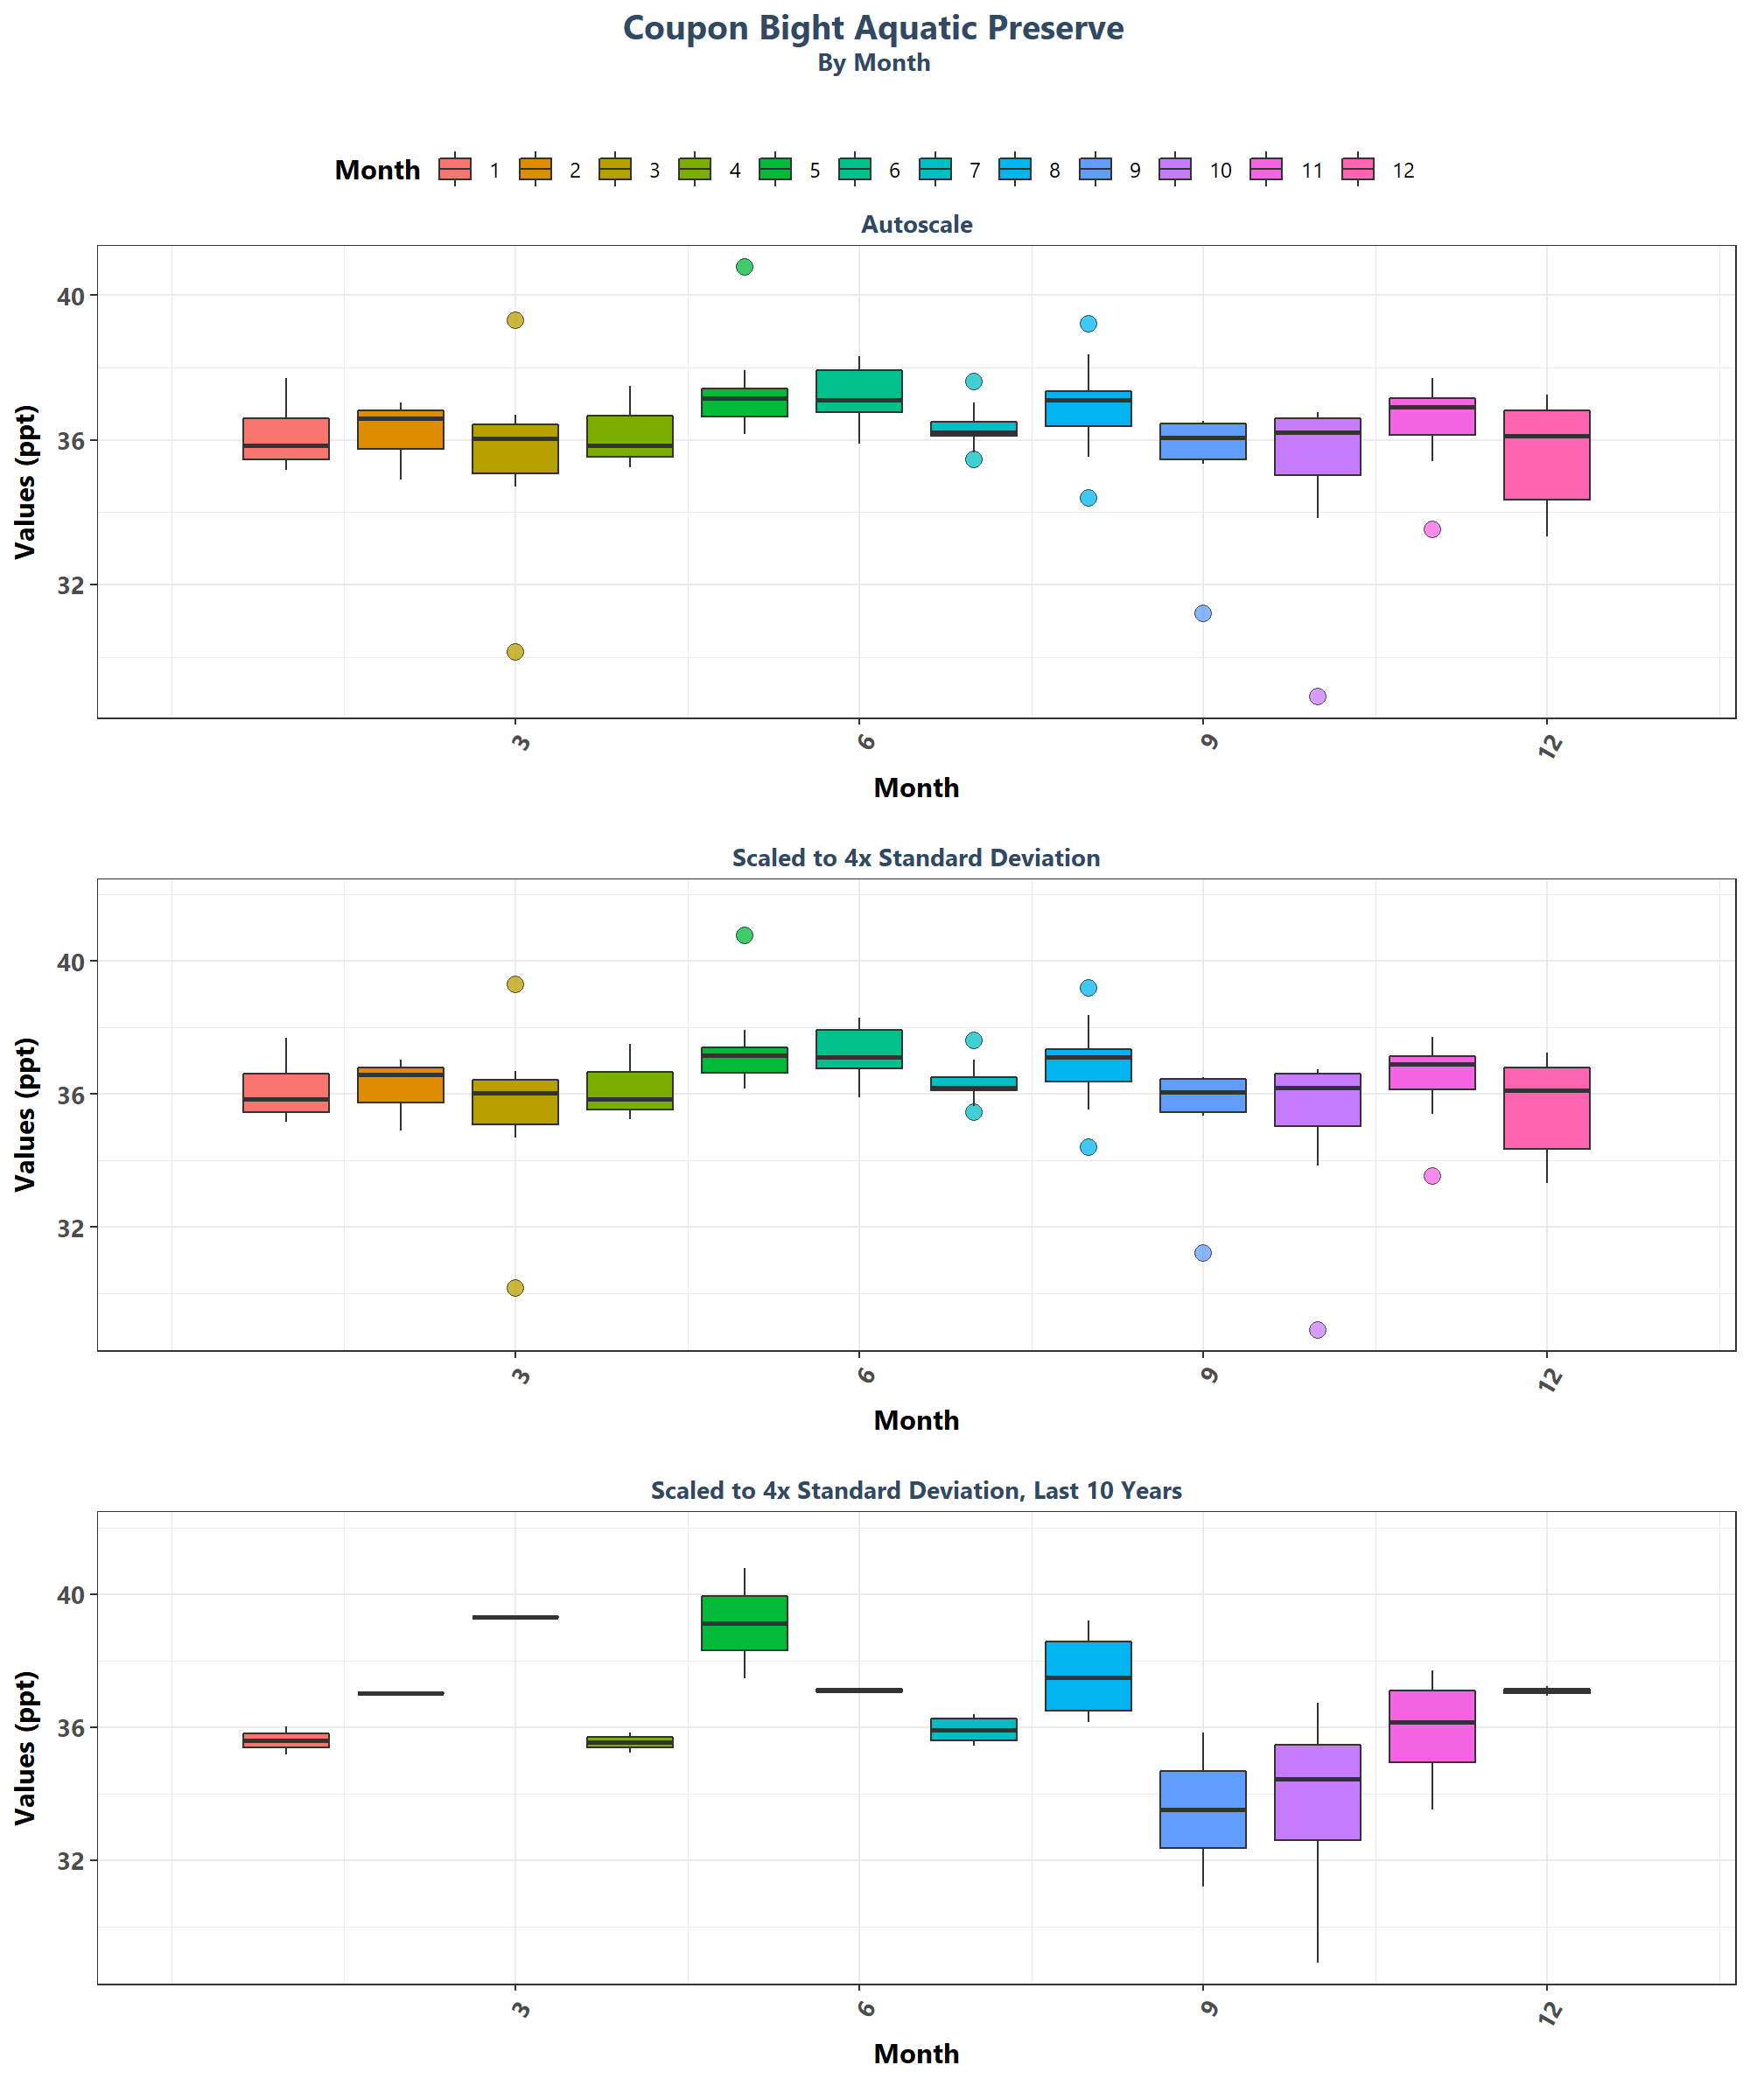 Coupon Bight Aquatic Preserve
By Month
Month 1 2 3 4 5 6 7 8 9 10 11 12
Autoscale
Values (ppt)
40
36
32
3 6 9 12
Month
Scaled to 4x Standard Deviation
Values (ppt)
40
36
32
3 6 9 12
Month
Scaled to 4x Standard Deviation, Last 10 Years
Values (ppt)
40
36
32
3 6 9 12
Month